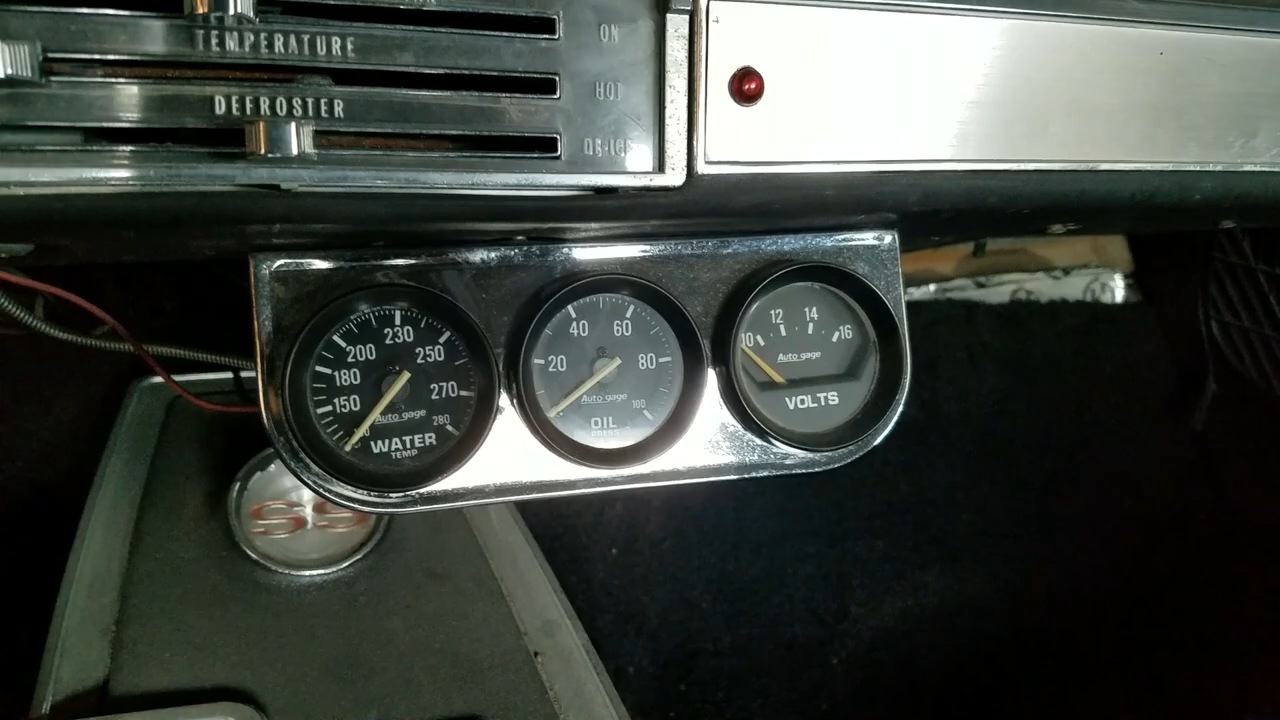 ON
TEMPERATURE
HOT
DEFROSTER
DE-ICE
230
200
250
180
270
150
280
Auto gage
WATER
TEMP
40 60
20 80
Auto gage 100
OIL
PRESS
12 14
10 16
Auto gage
VOLTS
SS